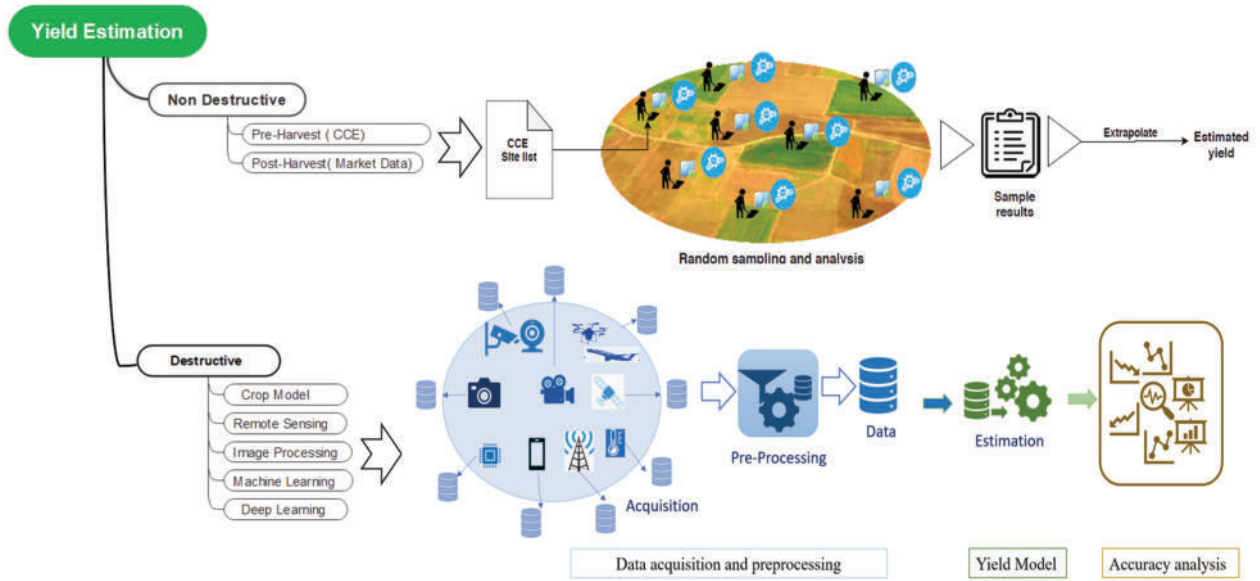 Yield Estimation
Non Destructive
Pre-Harvest ( CCE)
Post-Harvest( Market Data)
CCE
Site list
Random sampling and analysis
Sample
results
Extrapolate
Estimated
yield
Destructive
Crop Model
Remote Sensing
Image Processing
Machine Learning
Deep Learning
Acquisition
Pre-Processing
Data
Estimation
Data acquisition and preprocessing
Yield Model
Accuracy analysis